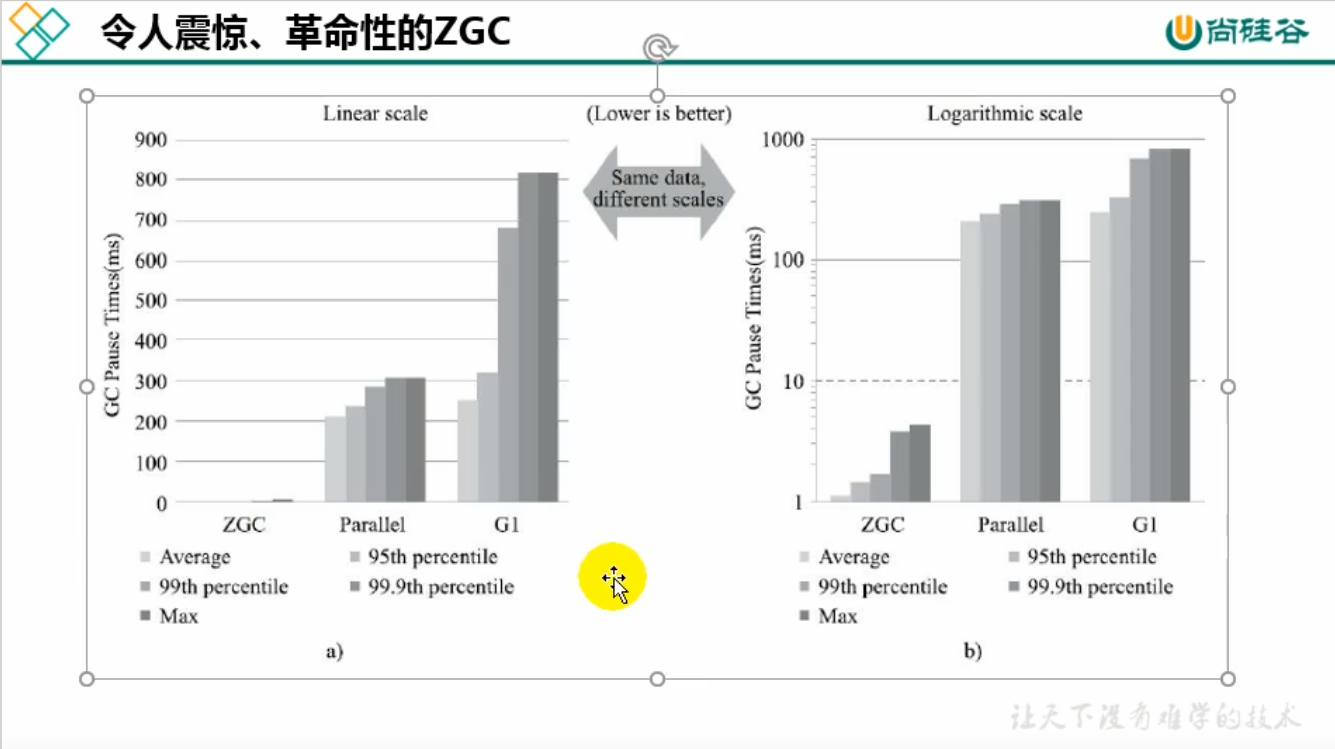 令人震惊、革命性的ZGC
尚硅谷
Linear scale
(Lower is better)
Logarithmic scale
Same data,
different scales
GC Pause Times(ms)
900
800
700
600
500
400
300
200
100
0
ZGC Parallel G1
Average 95th percentile
99th percentile 99.9th percentile
Max
a)
GC Pause Times(ms)
1000
100
10
1
ZGC Parallel G1
Average 95th percentile
99th percentile 99.9th percentile
Max
b)
让天下没有难学的技术